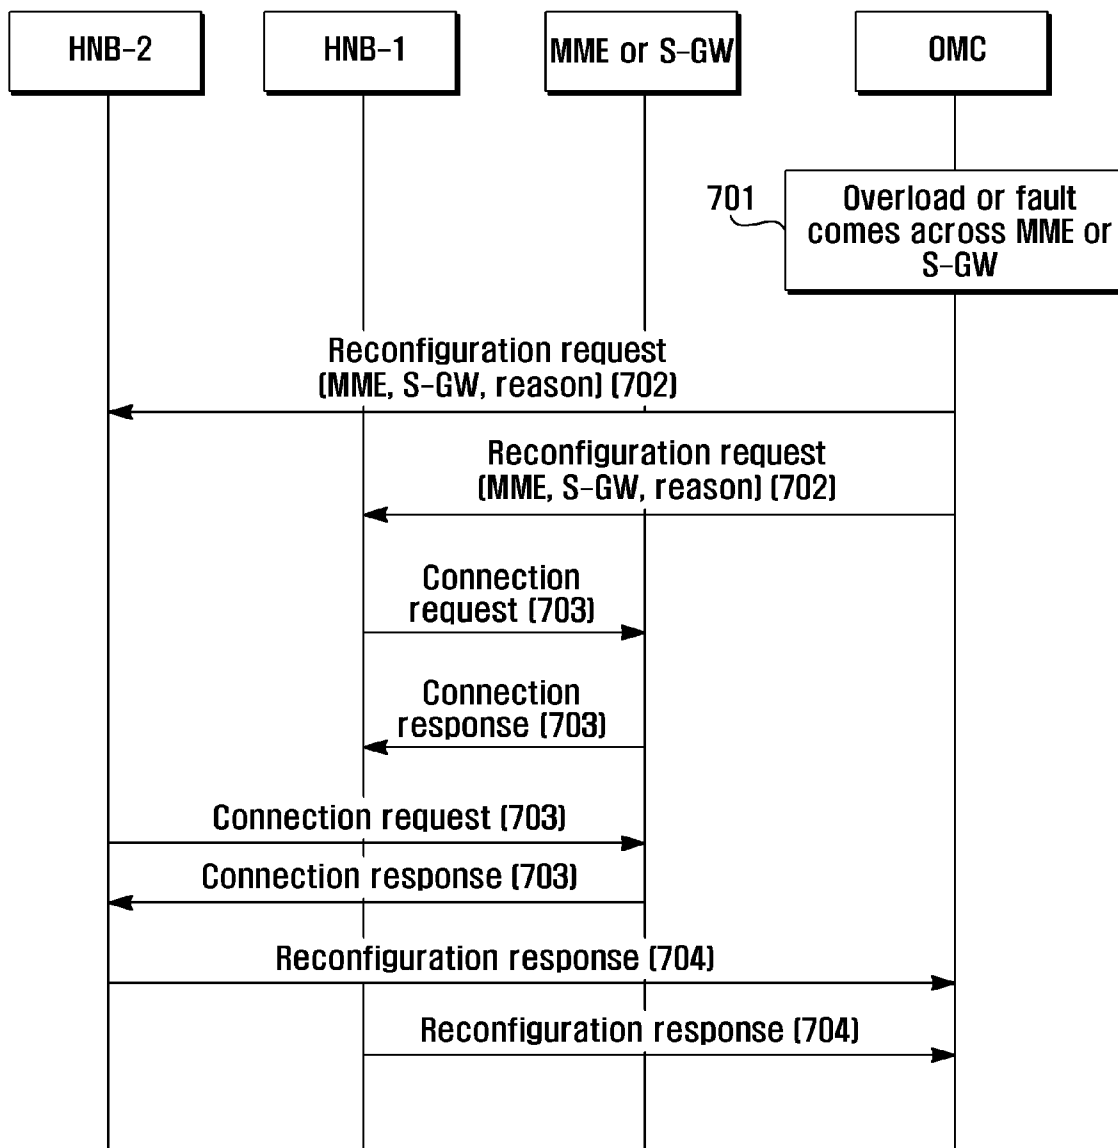 HNB-2
HNB-1
MME or S-GW
OMC
701
Overload or fault
comes across MME or
S-GW
Reconfiguration request
(MME, S-GW, reason) (702)
Reconfiguration request
(MME, S-GW, reason) (702)
Connection
request (703)
Connection
response (703)
Connection request (703)
Connection response (703)
Reconfiguration response (704)
Reconfiguration response (704)